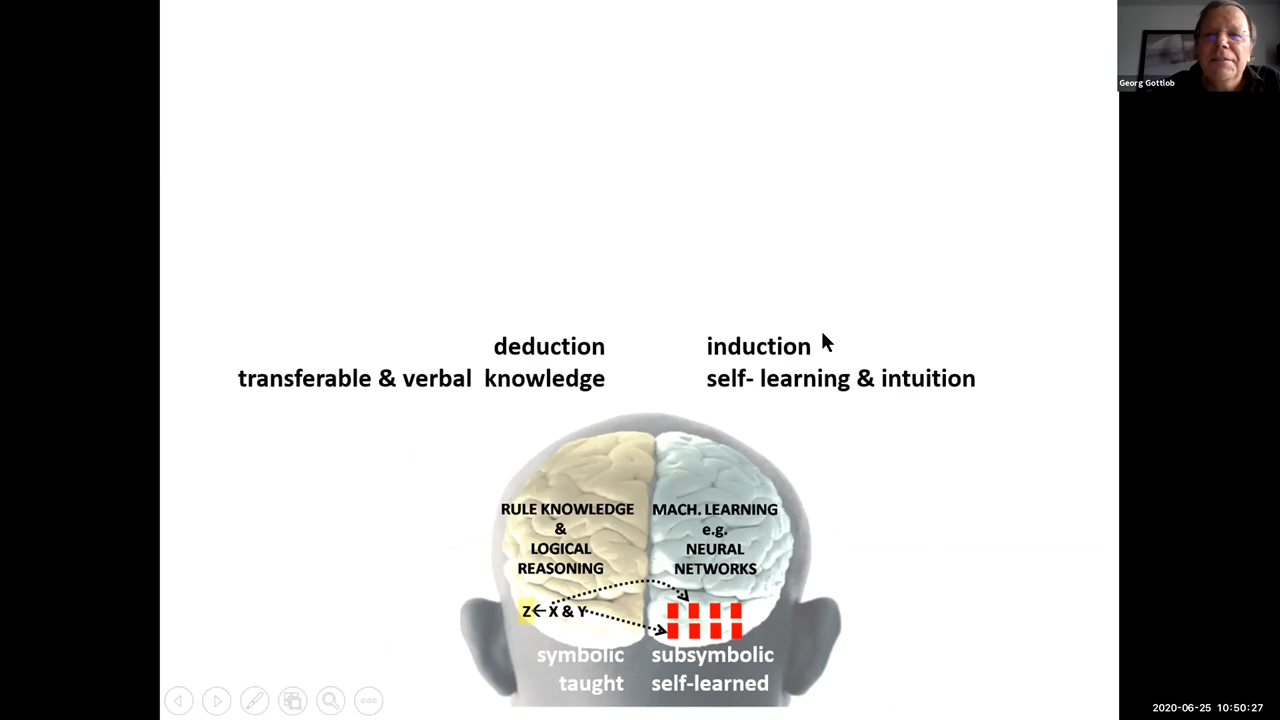 Georg Gottlob
deduction
transferable & verbal knowledge
induction
self- learning & intuition
RULE KNOWLEDGE
&
LOGICAL
REASONING
Z←X & Y
MACH. LEARNING
e.g.
NEURAL
NETWORKS
symbolic
taught
subsymbolic
self-learned
2020-06-25 10:50:27